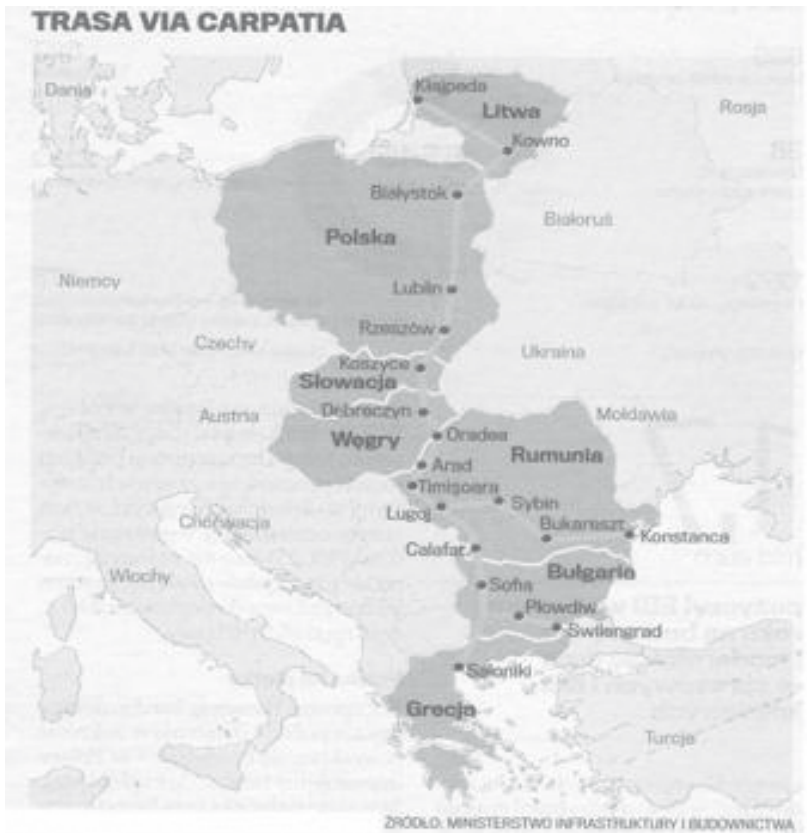 TRASA VIA CARPATIA
Dania
Kłajpeda
Litwa
Rosja
Kowno
Białystok
Białoruś
Polska
Niemcy
Lublin
Rzeszów
Czechy
Ukraina
Koszyce
Słowacja
Austria
Debreczyn
Mołdawia
Węgry
Oradea
Rumunia
Arad
Timişoara
Sybin
Lugoj
Chorwacja
Bukareszt
Konstanca
Calafat
Bułgaria
Włochy
Sofia
Płowdiw
Swilengrad
Saloniki
Grecja
Turcja
ŹRÓDŁO: MINISTERSTWO INFRASTRUKTURY I BUDOWNICTWA